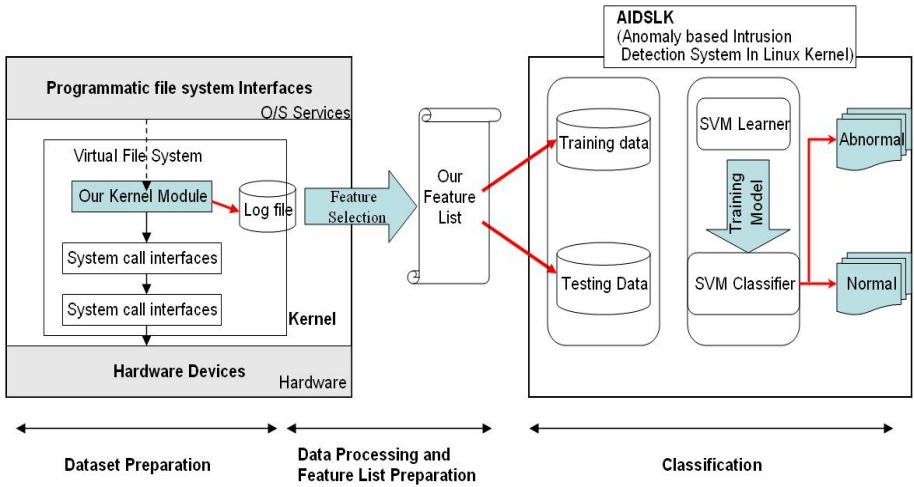 AIDSLK
(Anomaly based Intrusion
Detection System In Linux Kernel)
Programmatic file system Interfaces
O/S Services
Virtual File System
Our Kernel Module
Log file
System call interfaces
System call interfaces
Kernel
Hardware Devices
Hardware
Feature
Selection
Our
Feature
List
Training data
Testing Data
SVM Learner
Training
Model
SVM Classifier
Abnormal
Normal
Dataset Preparation
Data Processing and
Feature List Preparation
Classification